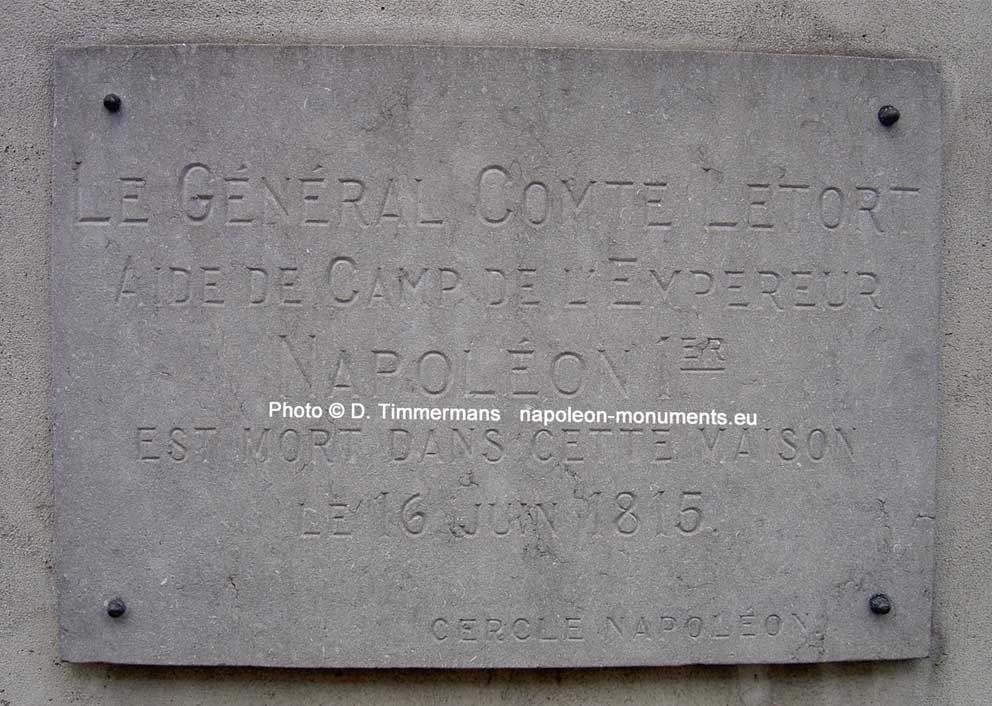 LE GÉNÉRAL COMTE LETORT
AIDE DE CAMP DE L'EMPEREUR
NAPOLÉON 1ER
Photo © D. Timmermans napoleon-monuments.eu
EST MORT DANS CETTE MAISON
LE 16 JUIN 1815.
CERCLE NAPOLÉON